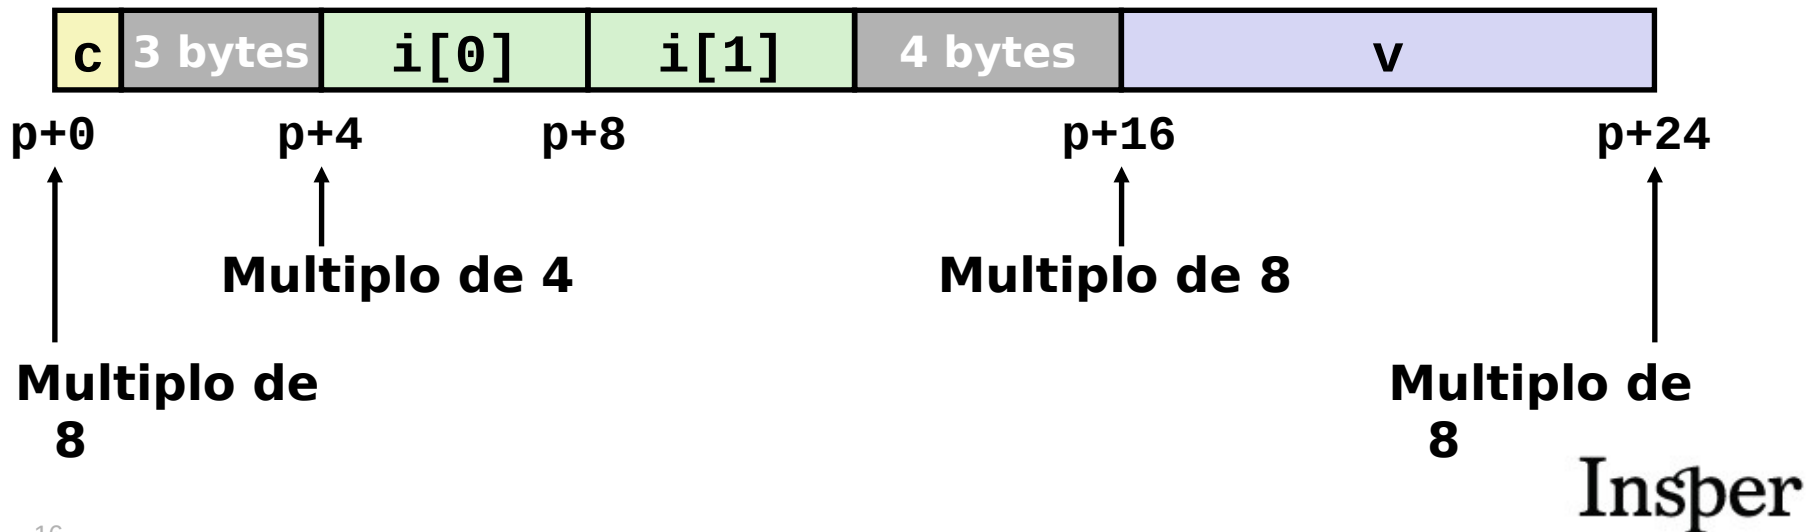 c 3 bytes i[0] i[1] 4 bytes v
p+0 p+4 p+8 p+16 p+24
Multiplo de 4 Multiplo de 8
Multiplo de Multiplo de
8 8
Insper
16